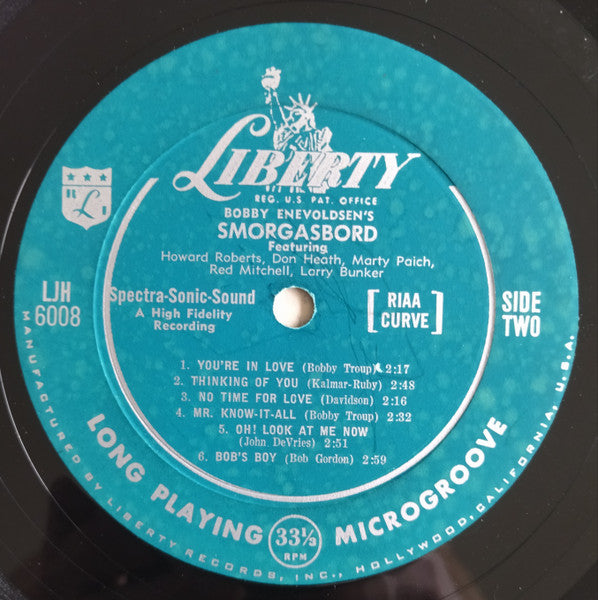 LIBERTY
REG. U.S. PAT. OFFICE
BOBBY ENEVOLDSEN'S
SMORGASBORD
Featuring
Howard Roberts, Don Heath, Marty Paich,
Red Mitchell, Larry Bunker
L
LJH
6008
Spectra-Sonic-Sound
A High Fidelity
Recording
[ RIAA
CURVE ]
SIDE
TWO
1. YOU'RE IN LOVE (Bobby Troup) 2:17
2. THINKING OF YOU (Kalmar-Ruby) 2:48
3. NO TIME FOR LOVE (Davidson) 2:16
4. MR. KNOW-IT-ALL (Bobby Troup) 2:32
5. OH! LOOK AT ME NOW
(John DeVries) 2:51
6. BOB'S BOY (Bob Gordon) 2:59
LONG PLAYING
33⅓
RPM
MICROGROOVE
MANUFACTURED BY LIBERTY RECORDS, INC., HOLLYWOOD, CALIFORNIA, U.S.A.